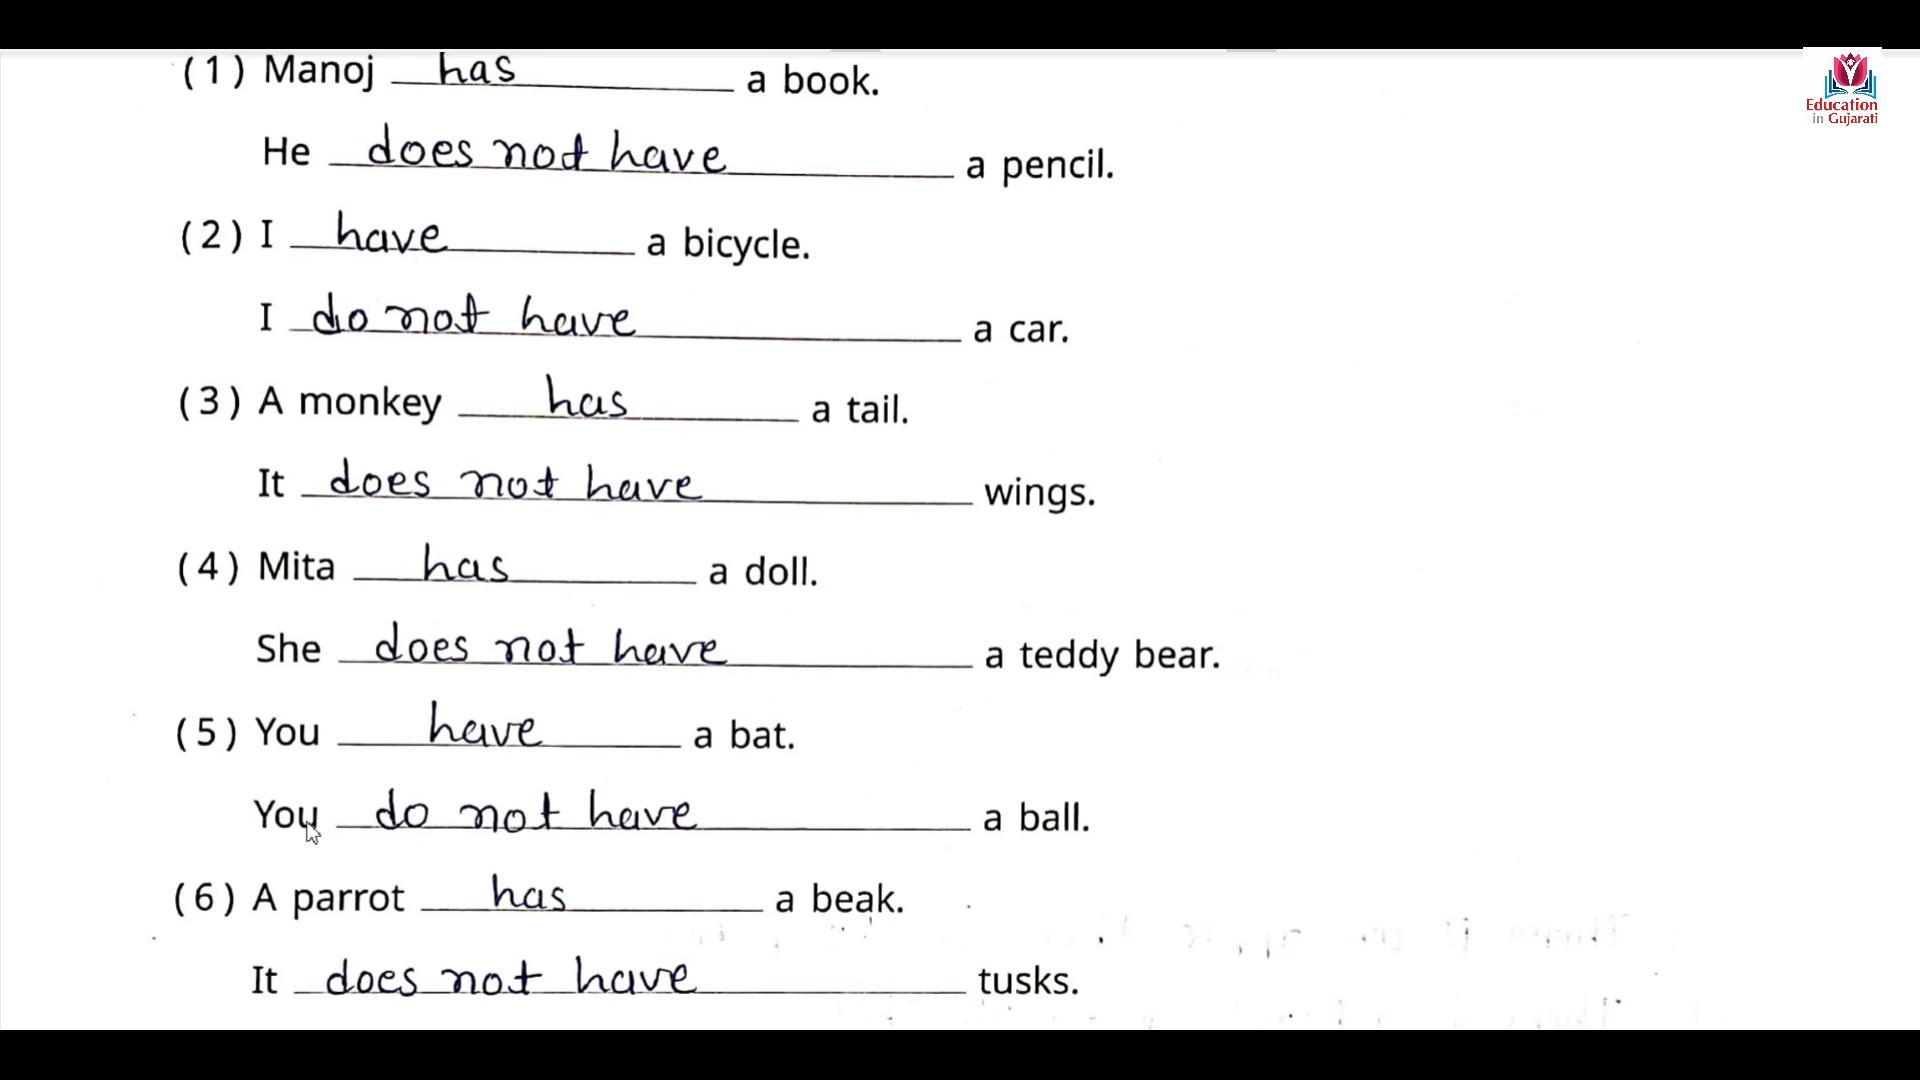 (1) Manoj has a book.
He does not have a pencil.
(2) I have a bicycle.
I do not have a car.
(3) A monkey has a tail.
It does not have wings.
(4) Mita has a doll.
She does not have a teddy bear.
(5) You have a bat.
You do not have a ball.
(6) A parrot has a beak.
It does not have tusks.
Education
in Gujarati